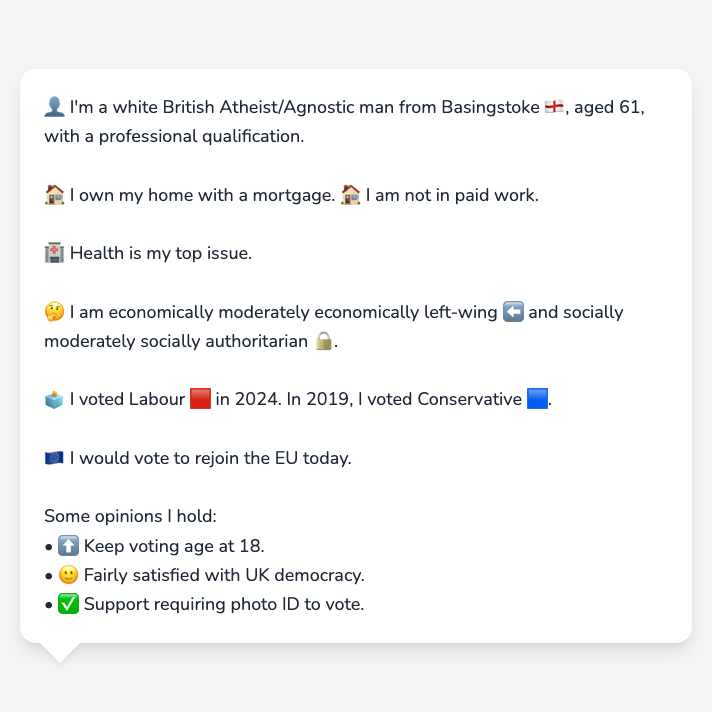 👤 I'm a white British Atheist/Agnostic man from Basingstoke 🏴󠁧󠁢󠁥󠁮󠁧󠁿, aged 61,
with a professional qualification.
🏠 I own my home with a mortgage. 🏠 I am not in paid work.
🏥 Health is my top issue.
🤔 I am economically moderately economically left-wing ⬅️ and socially
moderately socially authoritarian 🔒.
🗳️ I voted Labour 🟥 in 2024. In 2019, I voted Conservative 🟦.
🇪🇺 I would vote to rejoin the EU today.
Some opinions I hold:
• ⬆️ Keep voting age at 18.
• 🙂 Fairly satisfied with UK democracy.
• ✅ Support requiring photo ID to vote.